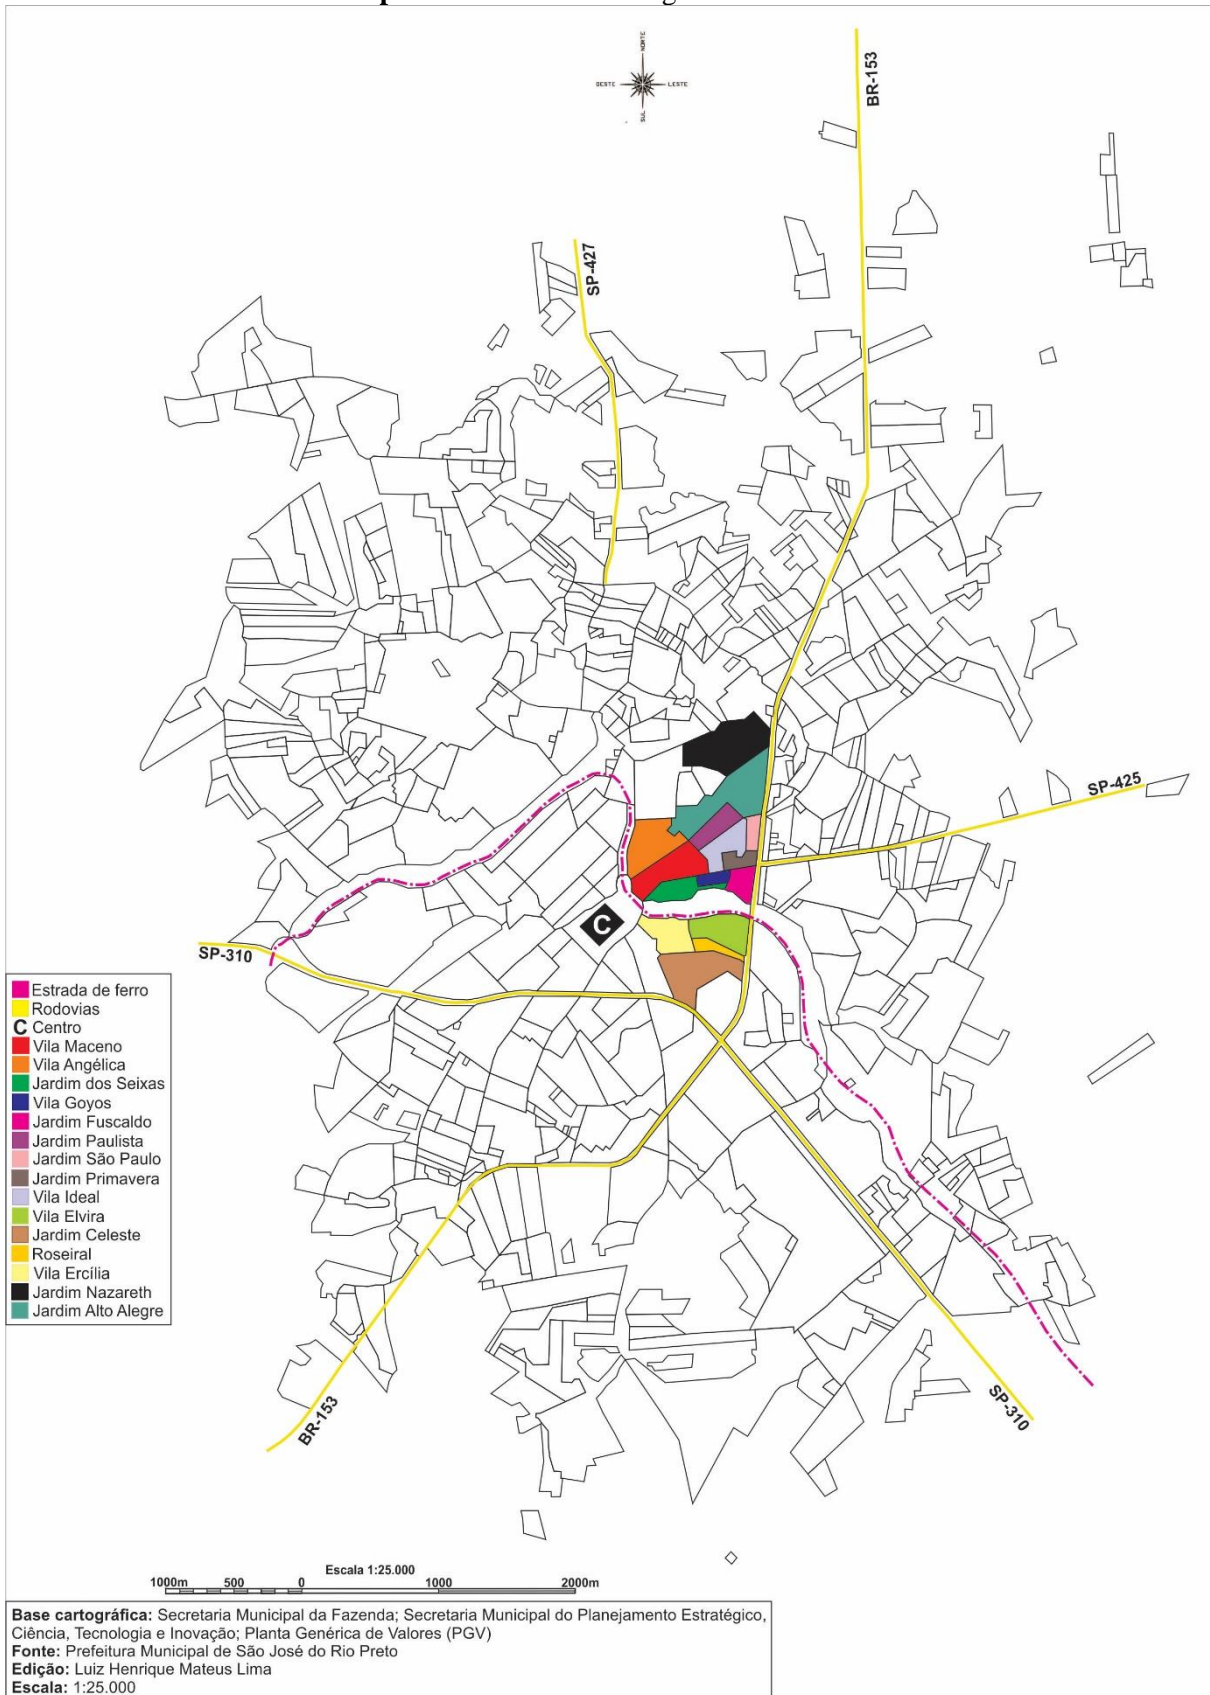 NORTE
OESTE
LESTE
SUL
BR-153
SP-427
SP-425
C
SP-310
Estrada de ferro
Rodovias
C Centro
Vila Maceno
Vila Angélica
Jardim dos Seixas
Vila Goyos
Jardim Fuscaldo
Jardim Paulista
Jardim São Paulo
Jardim Primavera
Vila Ideal
Vila Elvira
Jardim Celeste
Roseiral
Vila Ercília
Jardim Nazareth
Jardim Alto Alegre
BR-153
SP-310
Escala 1:25.000
1000m 500 0 1000 2000m
Base cartográfica: Secretaria Municipal da Fazenda; Secretaria Municipal do Planejamento Estratégico,
Ciência, Tecnologia e Inovação; Planta Genérica de Valores (PGV)
Fonte: Prefeitura Municipal de São José do Rio Preto
Edição: Luiz Henrique Mateus Lima
Escala: 1:25.000